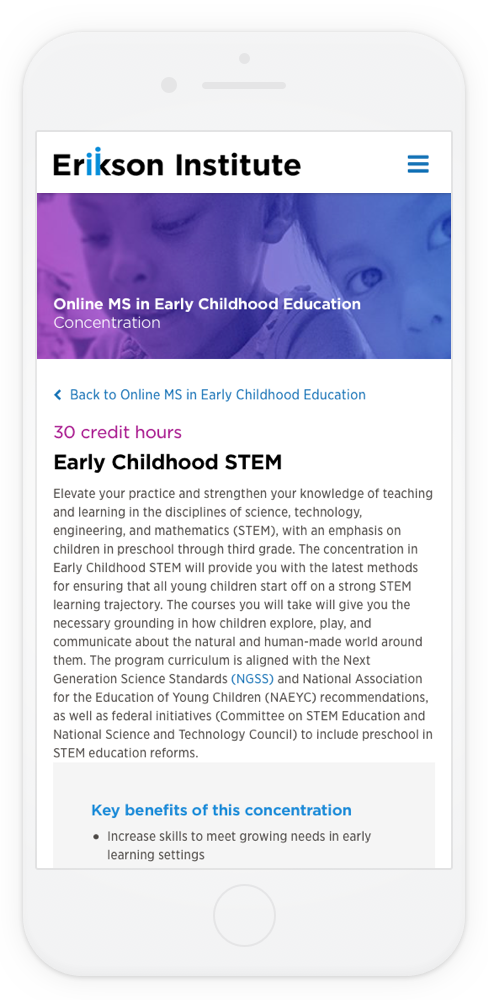 Erikson Institute
Online MS in Early Childhood Education
Concentration
Back to Online MS in Early Childhood Education
30 credit hours
Early Childhood STEM
Elevate your practice and strengthen your knowledge of teaching
and learning in the disciplines of science, technology,
engineering, and mathematics (STEM), with an emphasis on
children in preschool through third grade. The concentration in
Early Childhood STEM will provide you with the latest methods
for ensuring that all young children start off on a strong STEM
learning trajectory. The courses you will take will give you the
necessary grounding in how children explore, play, and
communicate about the natural and human-made world around
them. The program curriculum is aligned with the Next
Generation Science Standards (NGSS) and National Association
for the Education of Young Children (NAEYC) recommendations,
as well as federal initiatives (Committee on STEM Education and
National Science and Technology Council) to include preschool in
STEM education reforms.
Key benefits of this concentration
• Increase skills to meet growing needs in early
learning settings